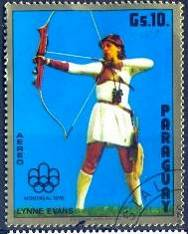 Gs.10.
PARAGUAY
AEREO
MONTREAL 1976
LYNNE EVANS